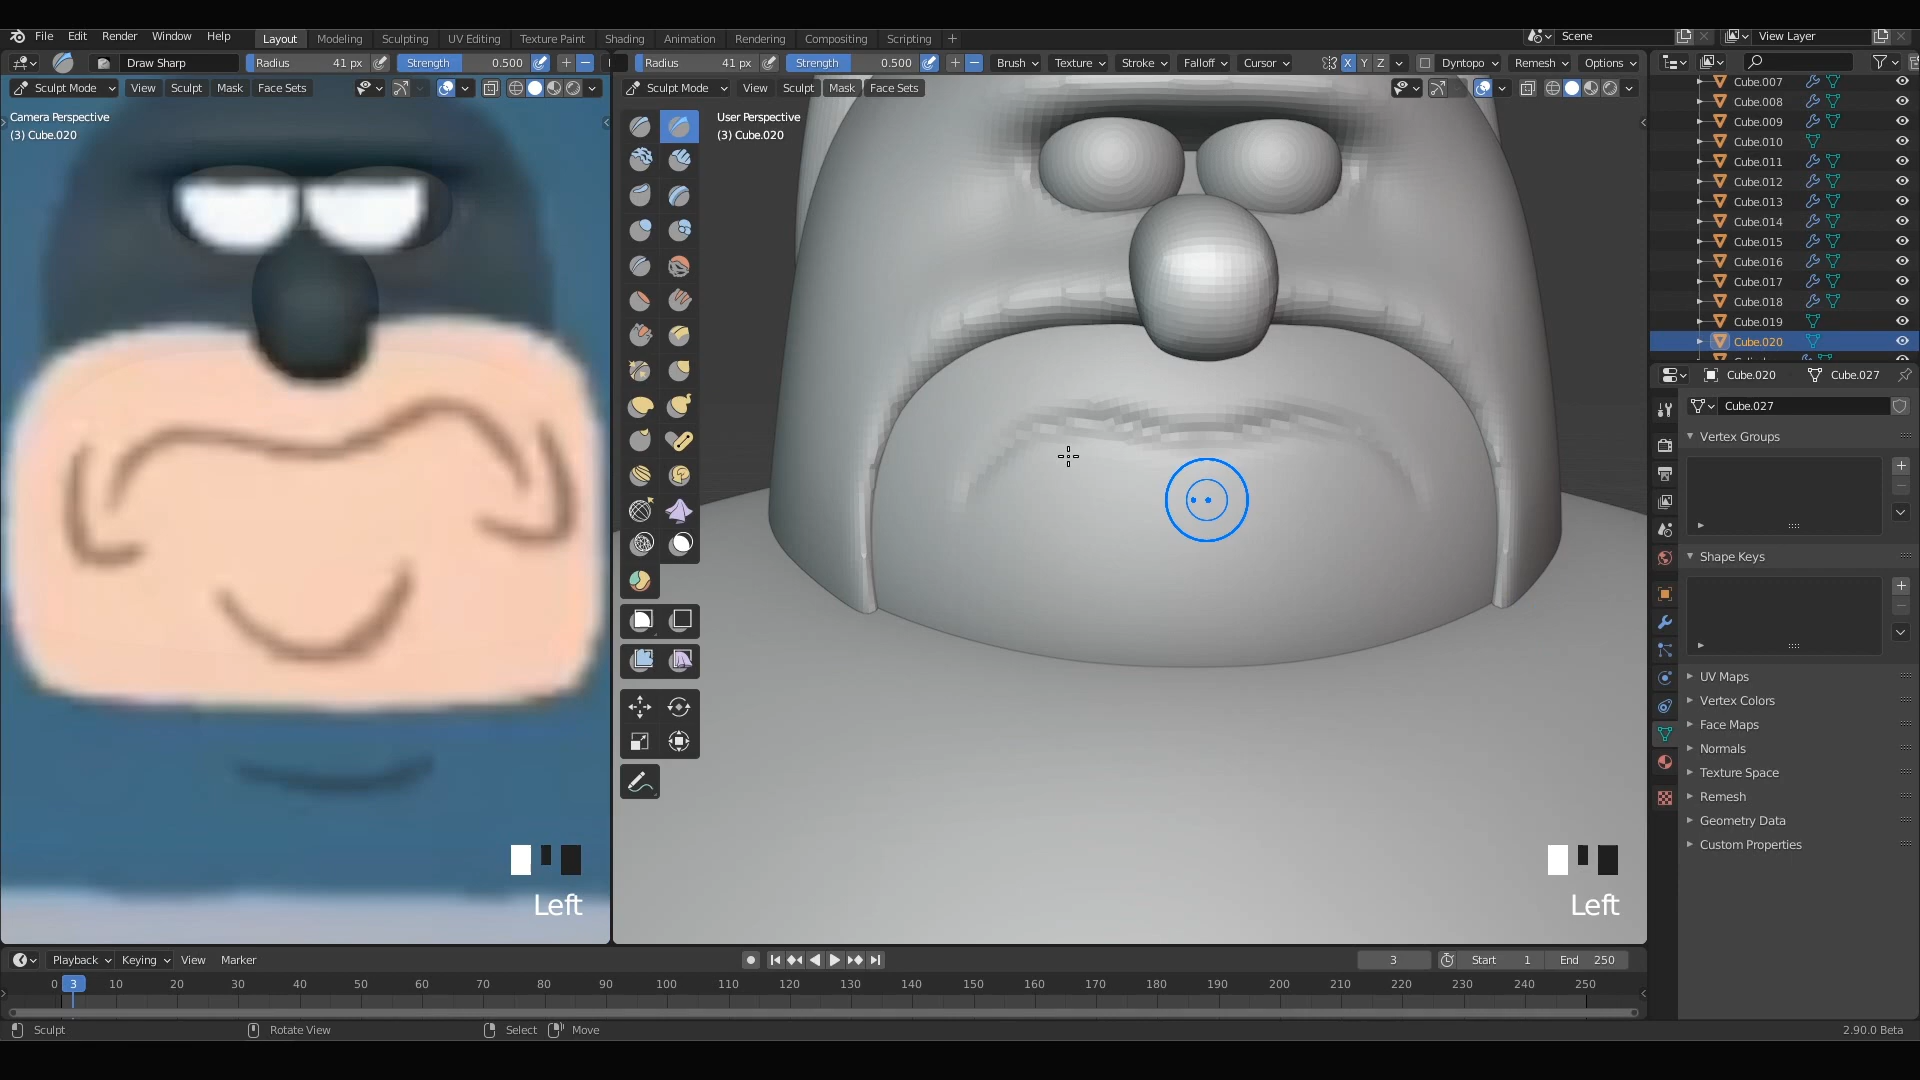 File Edit Render Window Help Layout Modeling Sculpting UV Editing Texture Paint Shading Animation Rendering Compositing Scripting + Scene View Layer
Draw Sharp Radius 41 px Strength 0.500 Radius 41 px Strength 0.500 Brush Texture Stroke Falloff Cursor X Y Z Dyntopo Remesh Options
Sculpt Mode View Sculpt Mask Face Sets Sculpt Mode View Sculpt Mask Face Sets
Camera Perspective
(3) Cube.020
User Perspective
(3) Cube.020
Cube.007
Cube.008
Cube.009
Cube.010
Cube.011
Cube.012
Cube.013
Cube.014
Cube.015
Cube.016
Cube.017
Cube.018
Cube.019
Cube.020
Cube.020 Cube.027
Cube.027
Vertex Groups
Shape Keys
UV Maps
Vertex Colors
Face Maps
Normals
Texture Space
Remesh
Geometry Data
Custom Properties
Left
Left
Playback Keying View Marker 3 Start 1 End 250
0 3 10 20 30 40 50 60 70 80 90 100 110 120 130 140 150 160 170 180 190 200 210 220 230 240 250
Sculpt Rotate View Select Move 2.90.0 Beta